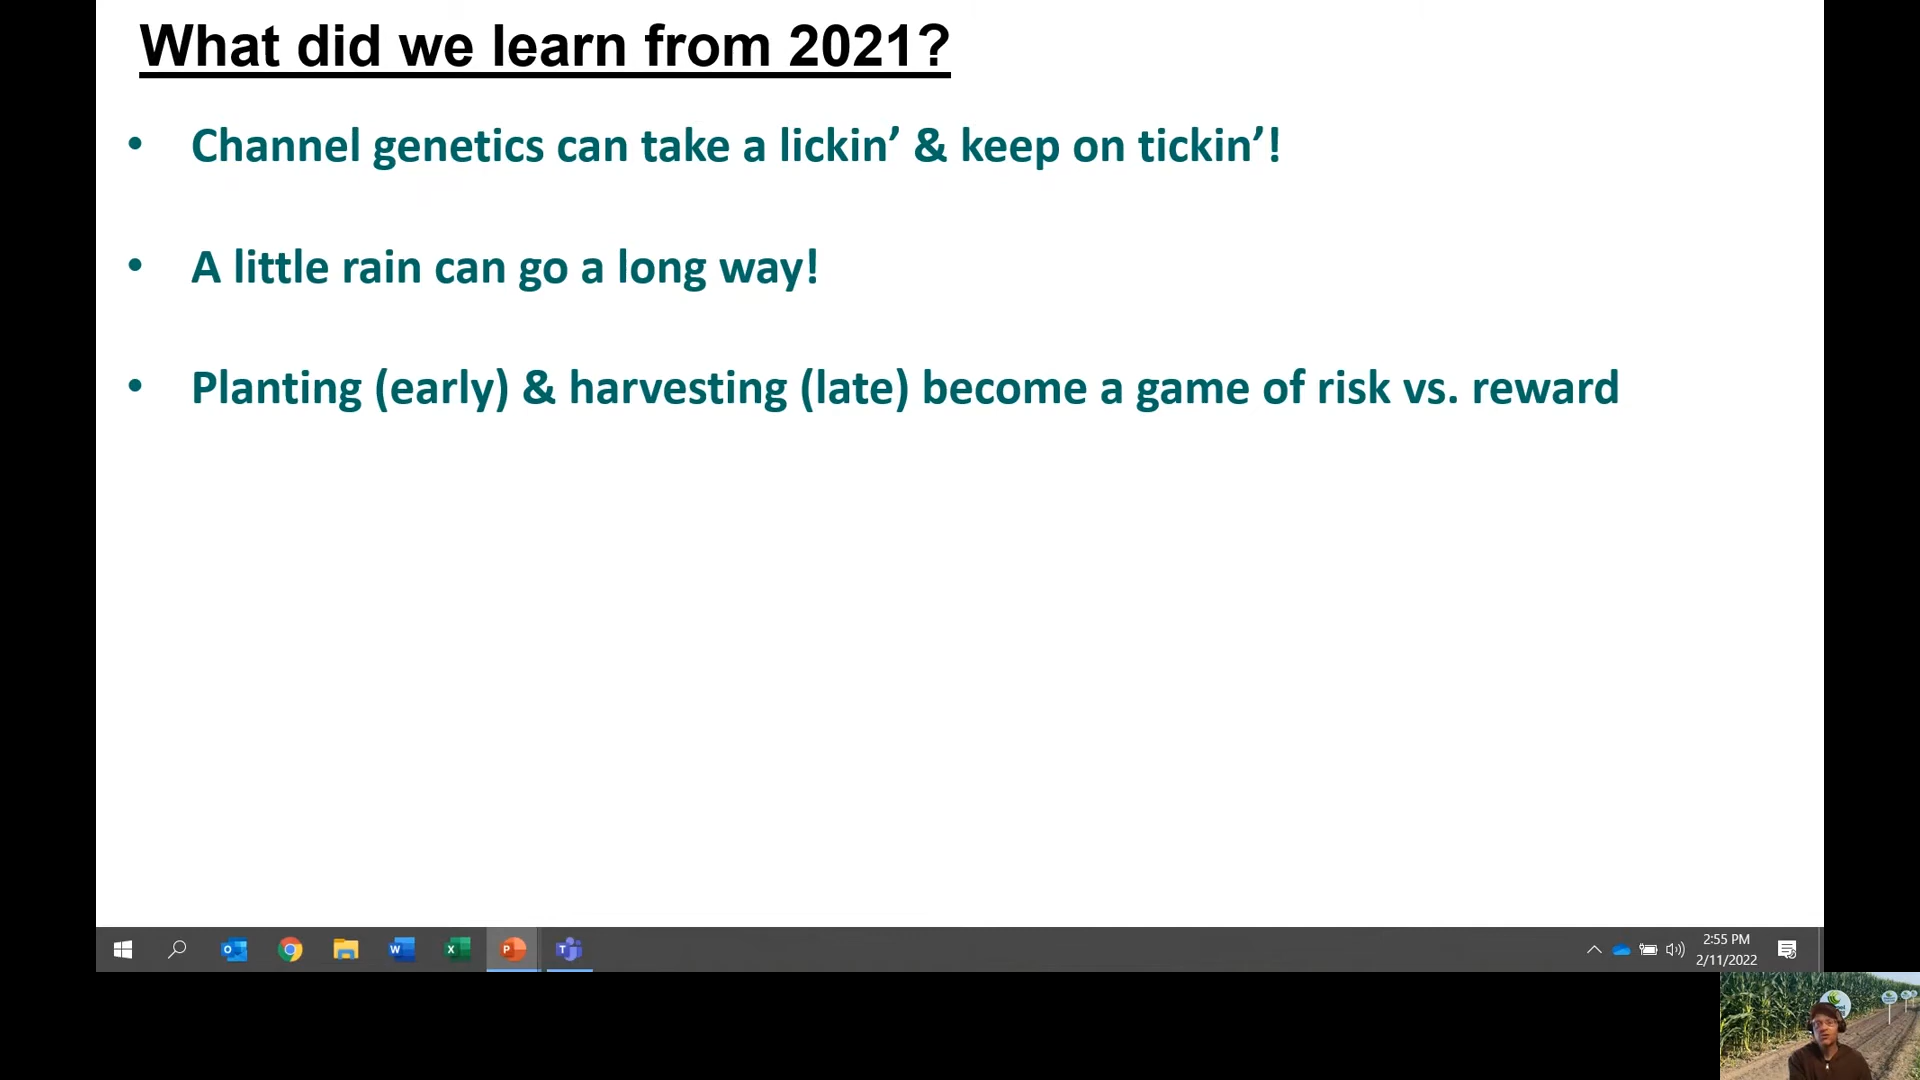 What did we learn from 2021?
• Channel genetics can take a lickin’ & keep on tickin’!
• A little rain can go a long way!
• Planting (early) & harvesting (late) become a game of risk vs. reward
2:55 PM
2/11/2022